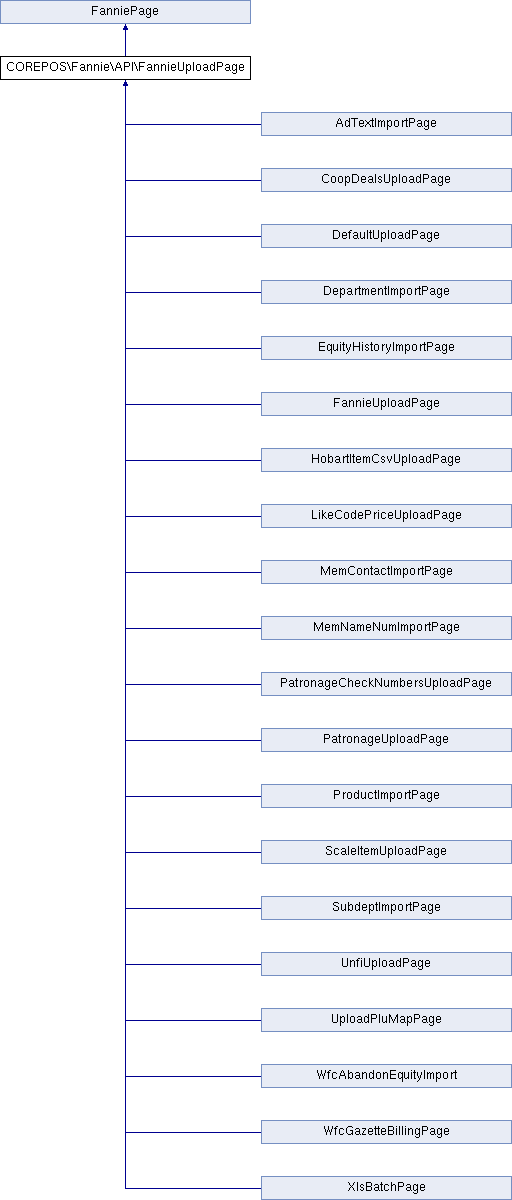 FanniePage
COREPOS\Fannie\API\FannieUploadPage
AdTextImportPage
CoopDealsUploadPage
DefaultUploadPage
DepartmentImportPage
EquityHistoryImportPage
FannieUploadPage
HobartItemCsvUploadPage
LikeCodePriceUploadPage
MemContactImportPage
MemNameNumImportPage
PatronageCheckNumbersUploadPage
PatronageUploadPage
ProductImportPage
ScaleItemUploadPage
SubdeptImportPage
UnfiUploadPage
UploadPluMapPage
WfcAbandonEquityImport
WfcGazetteBillingPage
XlsBatchPage